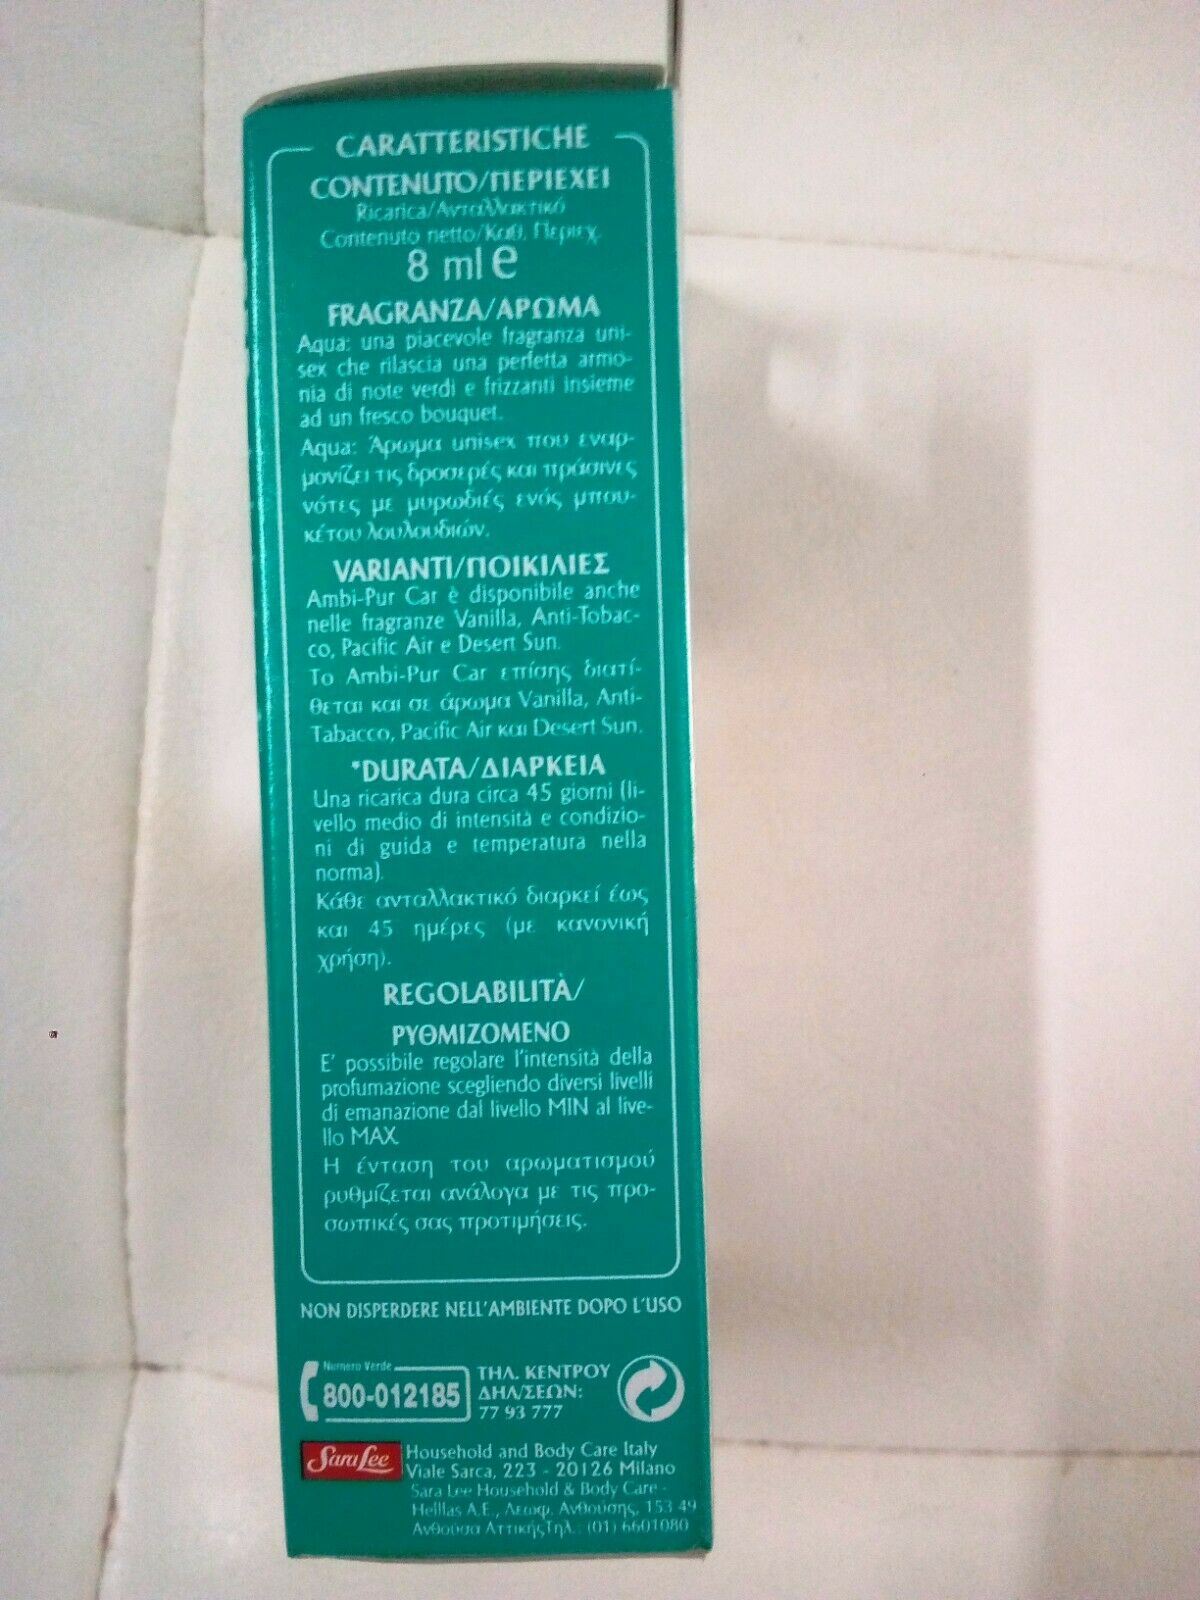 CARATTERISTICHE
CONTENUTO/ΠΕΡΙΕΧΕΙ
Ricarica/Ανταλλακτικό
Contenuto netto/Καθ. Περιεχ.
8 ml e
FRAGRANZA/ΑΡΩΜΑ
Aqua: una piacevole fragranza uni-
sex che rilascia una perfetta armo-
nia di note verdi e frizzanti insieme
ad un fresco bouquet.
Aqua: Άρωμα unisex που εναρ-
μονίζει τις δροσερές και πράσινες
νότες με μυρωδιές ενός μπου-
κέτου λουλουδιών.
VARIANTI/ΠΟΙΚΙΛΙΕΣ
Ambi-Pur Car è disponibile anche
nelle fragranze Vanilla, Anti-Tobac-
co, Pacific Air e Desert Sun.
Το Ambi-Pur Car επίσης διατί-
θεται και σε άρωμα Vanilla, Anti-
Tabacco, Pacific Air και Desert Sun.
*DURATA/ΔΙΑΡΚΕΙΑ
Una ricarica dura circa 45 giorni (li-
vello medio di intensità e condizio-
ni di guida e temperatura nella
norma).
Κάθε ανταλλακτικό διαρκεί έως
και 45 ημέρες (με κανονική
χρήση).
REGOLABILITÀ/
ΡΥΘΜΙΖΟΜΕΝΟ
E' possibile regolare l'intensità della
profumazione scegliendo diversi livelli
di emanazione dal livello MIN al live-
llo MAX.
Η ένταση του αρωματισμού
ρυθμίζεται ανάλογα με τις προ-
σωπικές σας προτιμήσεις.
NON DISPERDERE NELL'AMBIENTE DOPO L'USO
Numero Verde
800-012185
ΤΗΛ. ΚΕΝΤΡΟΥ
ΔΗΛ/ΣΕΩΝ:
77 93 777
Sara Lee
Household and Body Care Italy
Viale Sarca, 223 - 20126 Milano
Sara Lee Household & Body Care -
Helllas A.E., Λεωφ. Ανθούσης, 153 49
Ανθούσα Αττικής Τηλ.: (01) 6601080